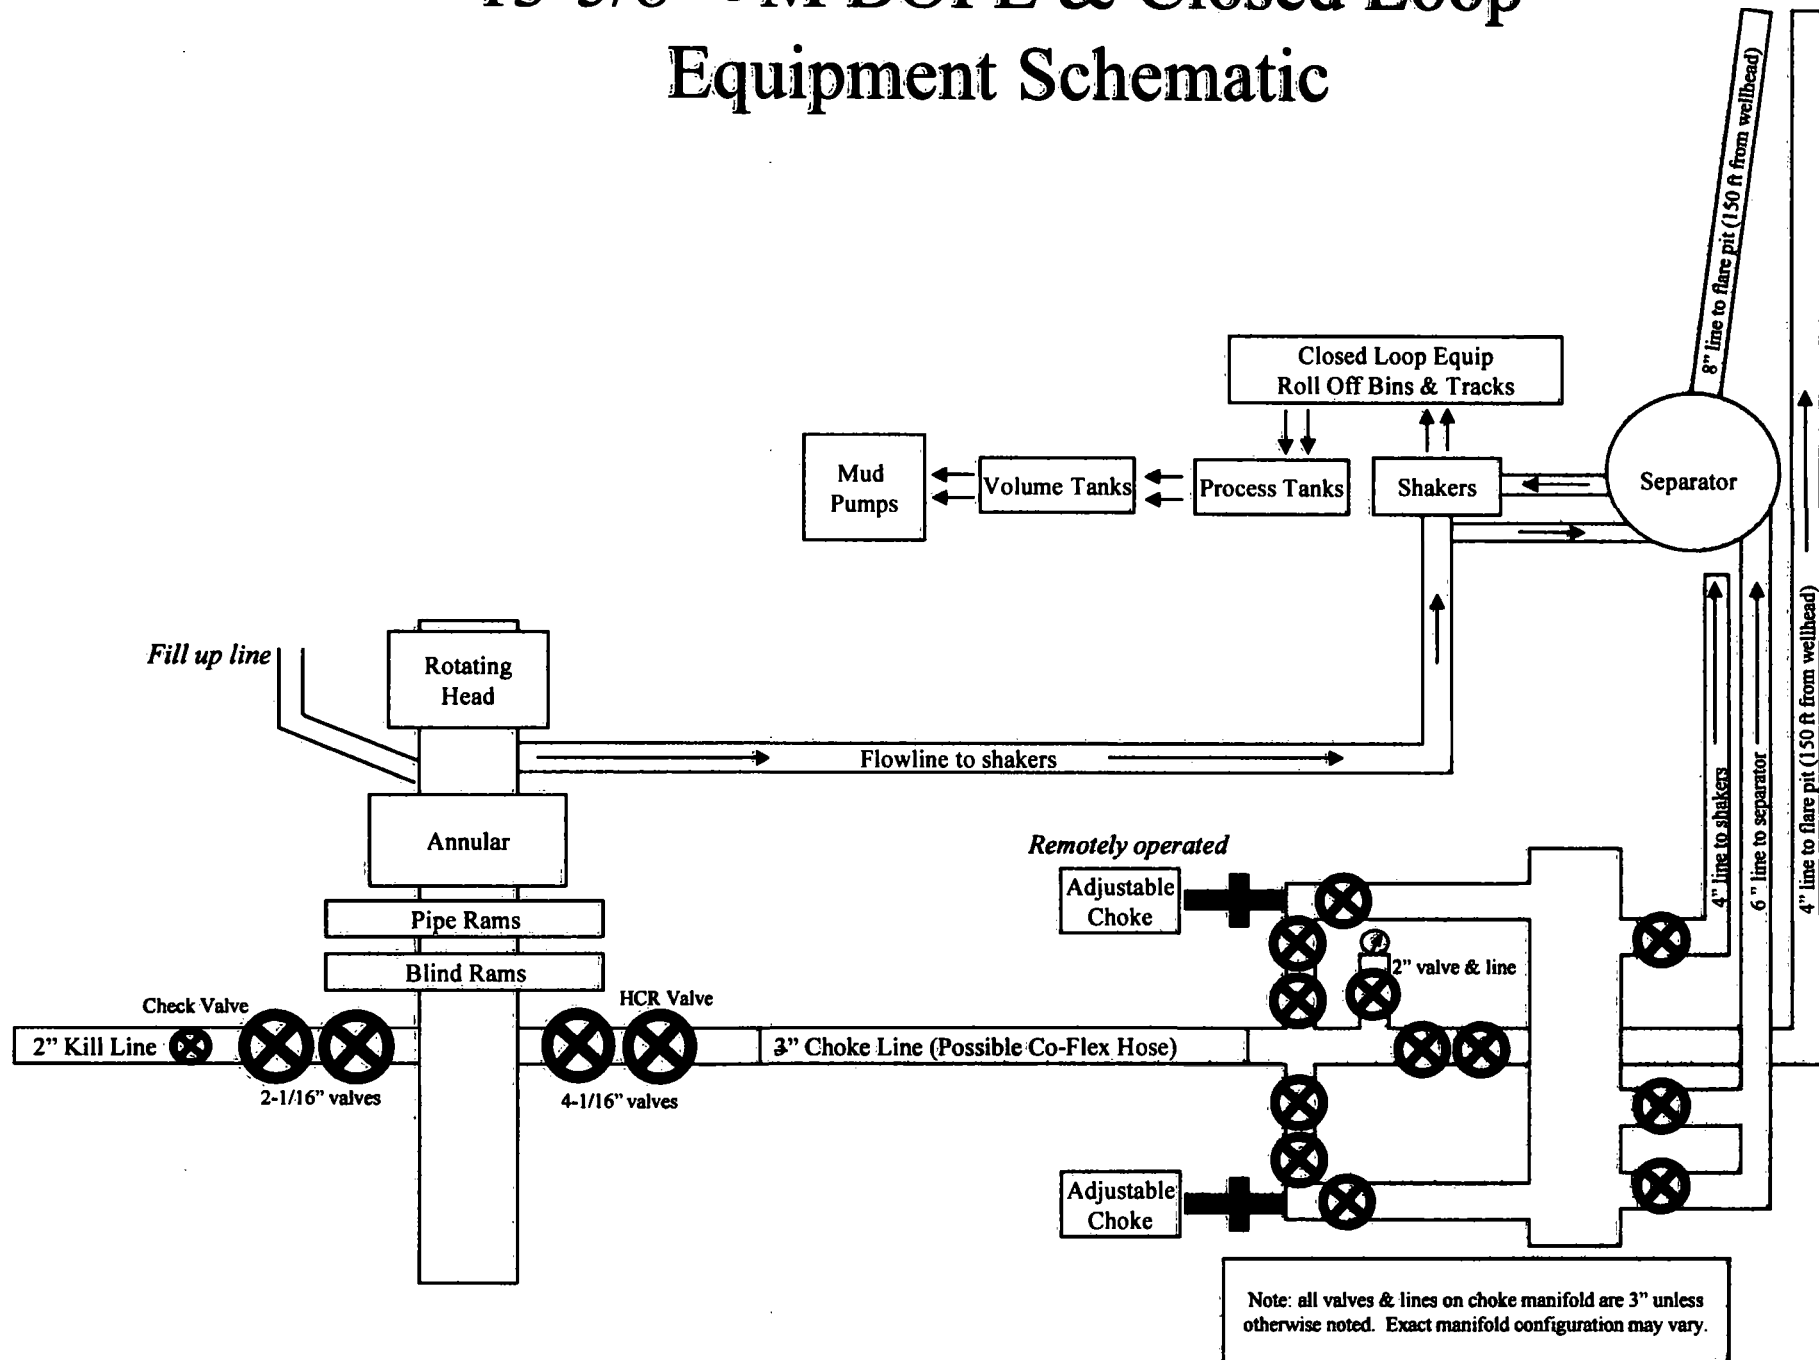 & Closed Loop
Equipment Schematic
8” line to flare pit (150 ft from wellhead)
Closed Loop Equip
Roll Off Bins & Tracks
Mud
Pumps
Volume Tanks
Process Tanks
Shakers
Separator
Fill up line
Rotating
Head
Flowline to shakers
Annular
Pipe Rams
Blind Rams
Remotely operated
Adjustable
Choke
2” valve & line
4” line to shakers
6 ” line to separator
4” line to flare pit (150 ft from wellhead)
Check Valve
HCR Valve
2” Kill Line
3” Choke Line (Possible Co-Flex Hose)
2-1/16” valves
4-1/16” valves
Adjustable
Choke
Note: all valves & lines on choke manifold are 3” unless
otherwise noted. Exact manifold configuration may vary.